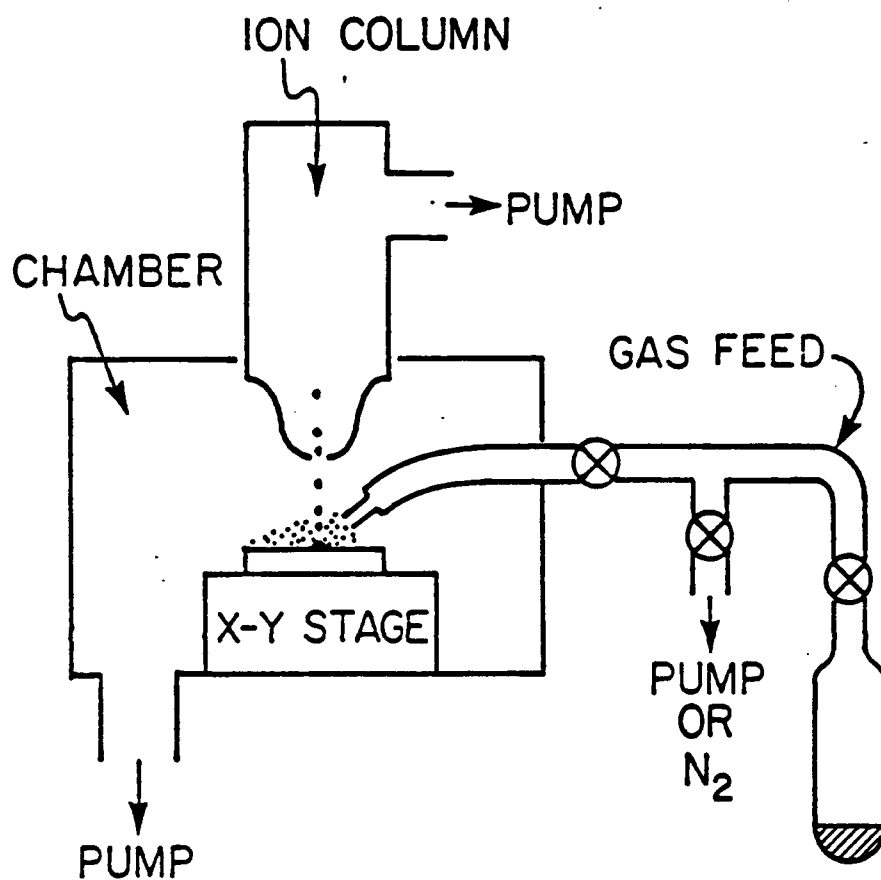 ION COLUMN
PUMP
CHAMBER
GAS FEED
X-Y STAGE
PUMP
OR
N₂
PUMP